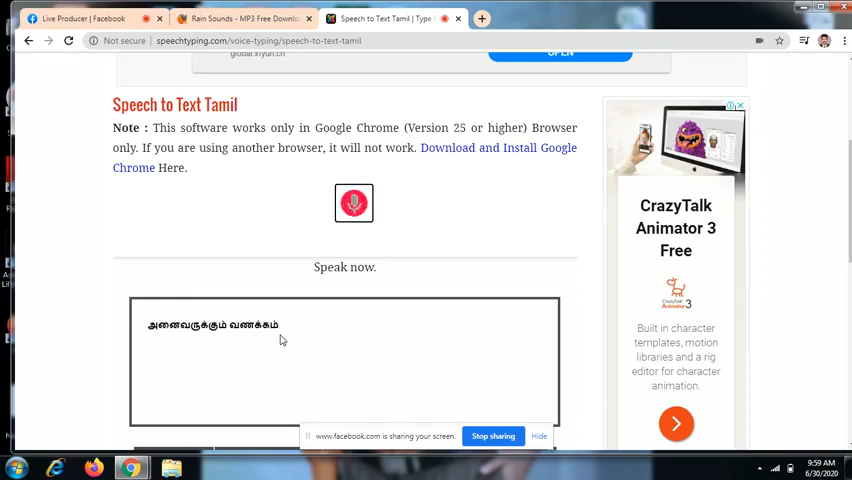 Live Producer | Facebook
Rain Sounds - MP3 Free Downlo
Speech to Text Tamil | Type
Not secure | speechtyping.com/voice-typing/speech-to-text-tamil
OPEN
Speech to Text Tamil
Note : This software works only in Google Chrome (Version 25 or higher) Browser
only. If you are using another browser, it will not work. Download and Install Google
Chrome Here.
Speak now.
அனைவருக்கும் வணக்கம்
CrazyTalk
Animator 3
Free
CrazyTalk Animator 3
Built in character
templates, motion
libraries and a rig
editor for character
animation.
www.facebook.com is sharing your screen.
Stop sharing
Hide
9:59 AM
6/30/2020